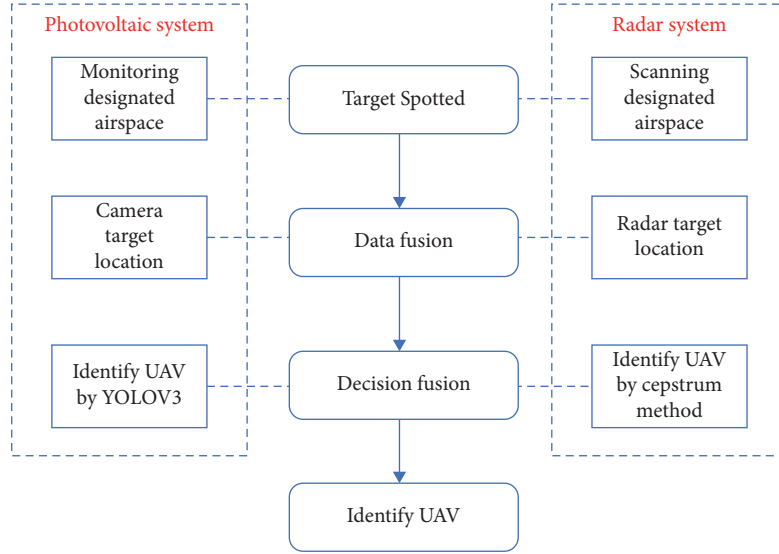 Photovoltaic system
Monitoring
designated
airspace
Camera
target
location
Identify UAV
by YOLOV3
Target Spotted
Data fusion
Decision fusion
Identify UAV
Radar system
Scanning
designated
airspace
Radar target
location
Identify UAV
by cepstrum
method